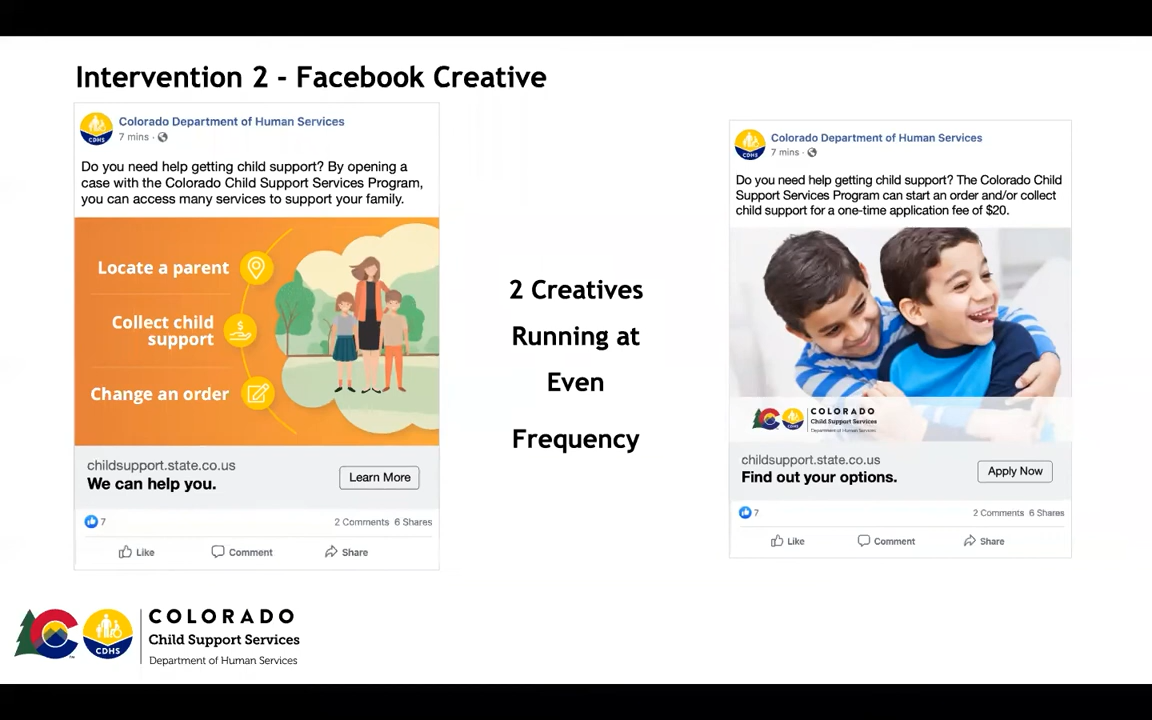 Intervention 2 - Facebook Creative
Colorado Department of Human Services
7 mins ·
Do you need help getting child support? By opening a
case with the Colorado Child Support Services Program,
you can access many services to support your family.
Locate a parent
Collect child
support
$
Change an order
childsupport.state.co.us
We can help you.
Learn More
7
2 Comments 6 Shares
Like
Comment
Share
2 Creatives
Running at
Even
Frequency
Colorado Department of Human Services
7 mins ·
Do you need help getting child support? The Colorado Child
Support Services Program can start an order and/or collect
child support for a one-time application fee of $20.
CDHS
COLORADO
Child Support Services
Department of Human Services
childsupport.state.co.us
Find out your options.
Apply Now
7
2 Comments 6 Shares
Like
Comment
Share
CDHS
COLORADO
Child Support Services
Department of Human Services